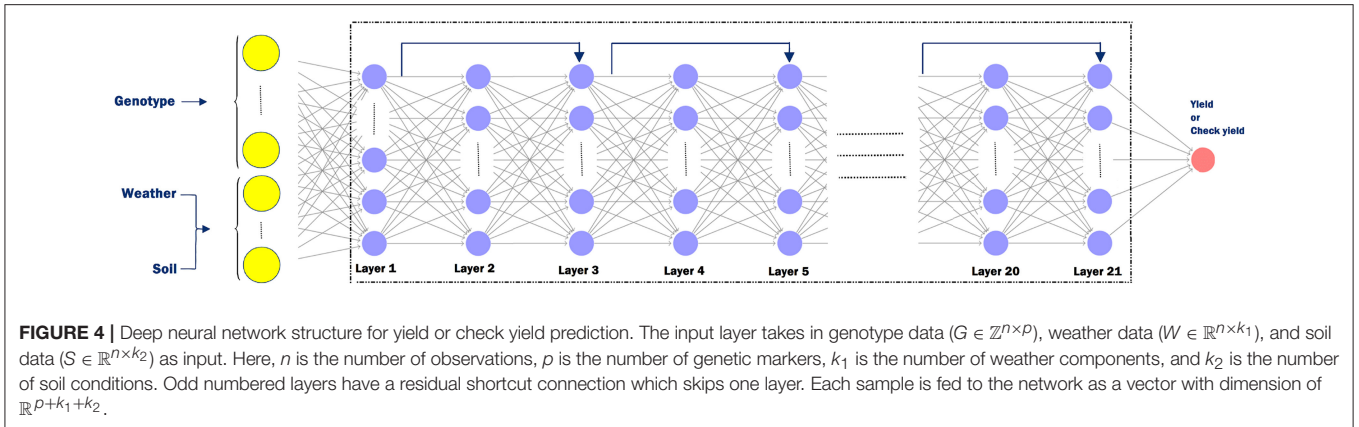 Genotype
Weather
Soil
Layer 1
Layer 2
Layer 3
Layer 4
Layer 5
Layer 20
Layer 21
Yield
or
Check yield
FIGURE 4 | Deep neural network structure for yield or check yield prediction. The input layer takes in genotype data (G ∈ ℤⁿˣᵖ), weather data (W ∈ ℝⁿˣᵏ¹), and soil
data (S ∈ ℝⁿˣᵏ²) as input. Here, n is the number of observations, p is the number of genetic markers, k₁ is the number of weather components, and k₂ is the number
of soil conditions. Odd numbered layers have a residual shortcut connection which skips one layer. Each sample is fed to the network as a vector with dimension of
ℝᵖ⁺ᵏ¹⁺ᵏ².